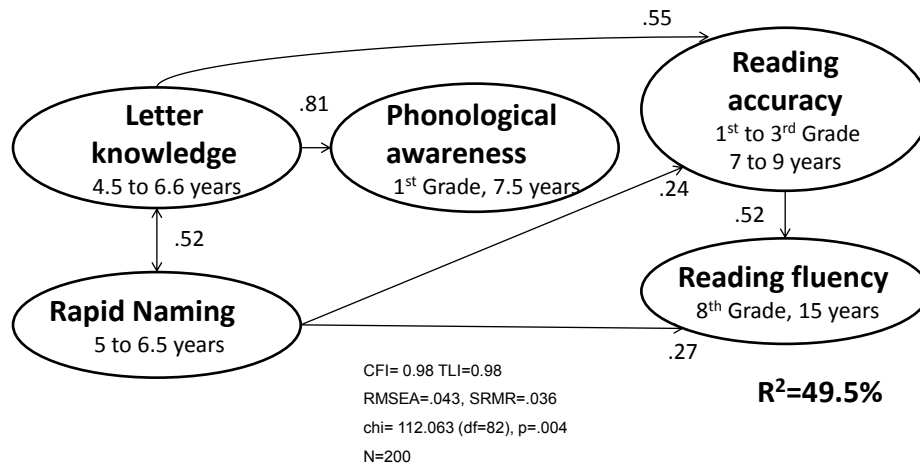 .55
Letter
knowledge
4.5 to 6.6 years
.81
Phonological
awareness
1st Grade, 7.5 years
Reading
accuracy
1st to 3rd Grade
7 to 9 years
.24
.52
.52
Rapid Naming
5 to 6.5 years
Reading fluency
8th Grade, 15 years
.27
CFI= 0.98 TLI=0.98
RMSEA=.043, SRMR=.036
chi= 112.063 (df=82), p=.004
N=200
R²=49.5%